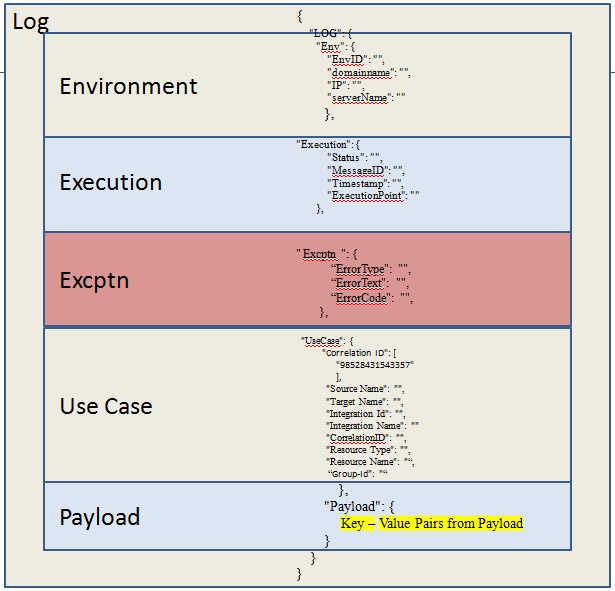 Log
{
"LOG": {
Environment
"Env": {
"EnvID": "",
"domainname": "",
"IP": "",
"serverName": ""
},
Execution
"Execution": {
"Status": "",
"MessageID": "",
"Timestamp": "",
"ExecutionPoint": ""
},
Excptn
" Excptn ": {
“ErrorType": "",
“ErrorText": "",
“ErrorCode": "",
},
Use Case
"UseCase": {
"Correlation ID": [
"98528431543357"
],
"Source Name": "",
"Target Name": "",
"Integration Id": "",
"Integration Name": ""
"CorrelationID": "",
"Resource Type": "",
"Resource Name": "“,
“Group-Id": "“
},
Payload
"Payload": {
Key – Value Pairs from Payload
}
}
}